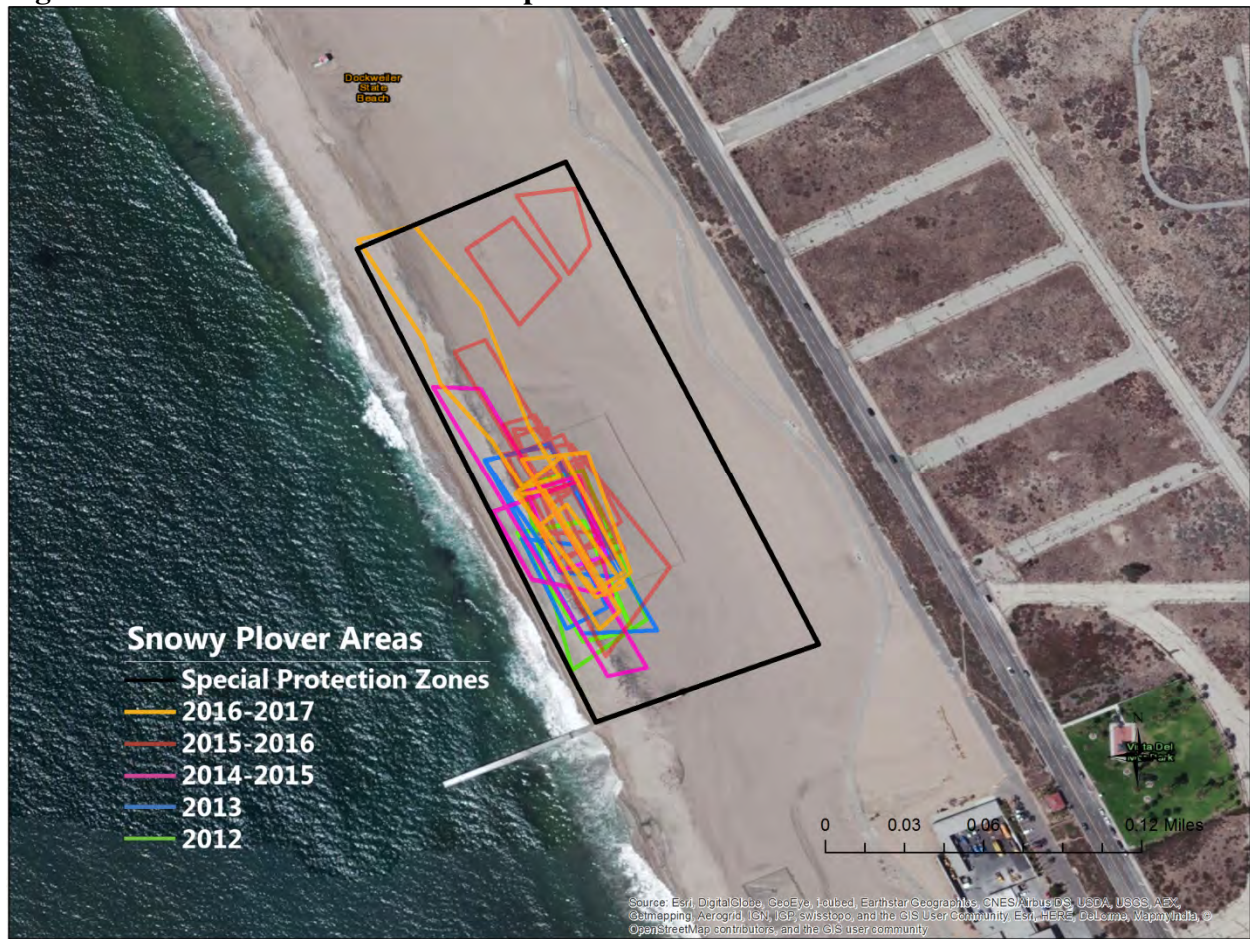 Dockweiler
State
Beach
Snowy Plover Areas
Special Protection Zones
2016-2017
2015-2016
2014-2015
2013
2012
N
Vista Del
Park
0 0.03 0.06 0.12 Miles
Source: Esri, DigitalGlobe, GeoEye, i-cubed, Earthstar Geographics, CNES/Airbus DS, USDA, USGS, AEX,
Getmapping, Aerogrid, IGN, IGP, swisstopo, and the GIS User Community, Esri, HERE, DeLorme, MapmyIndia, ©
OpenStreetMap contributors, and the GIS user community